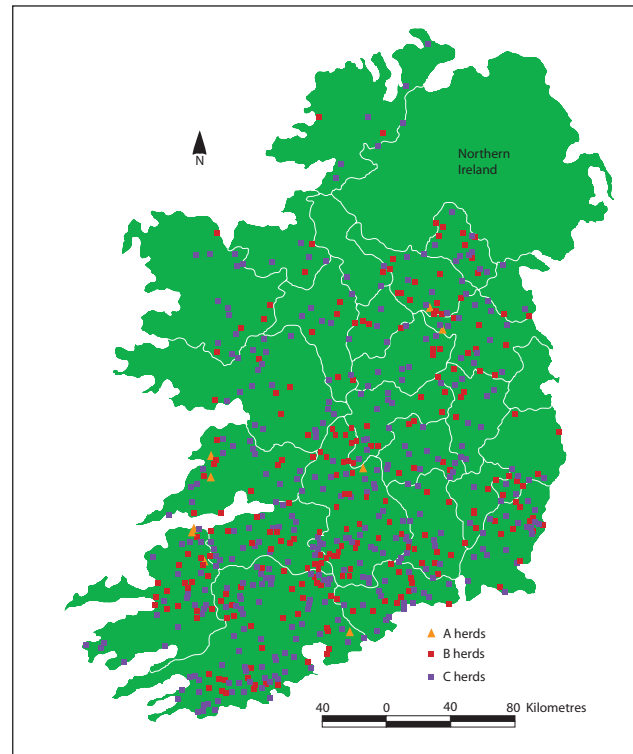 N
Northern
Ireland
A herds
B herds
C herds
40 0 40 80 Kilometres